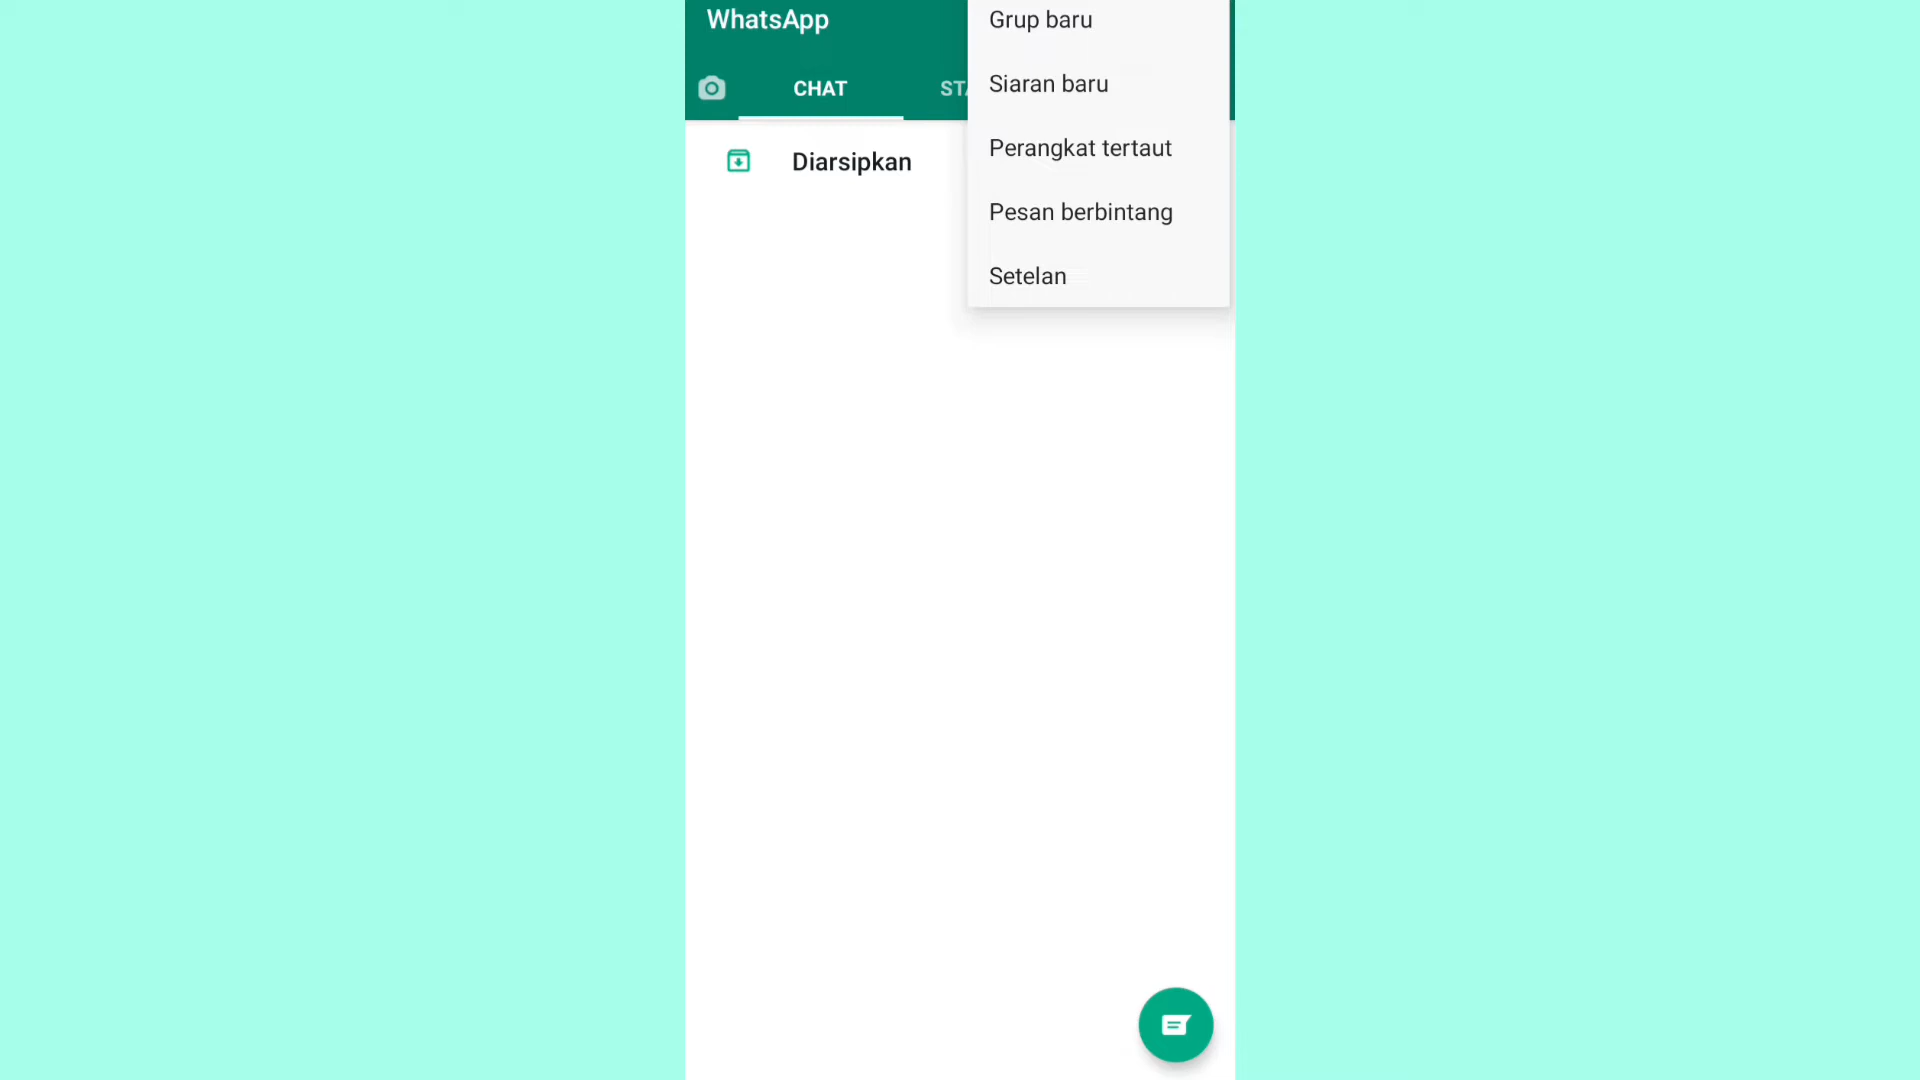 WhatsApp
Grup baru
CHAT
Siaran baru
Diarsipkan
Perangkat tertaut
Pesan berbintang
Setelan